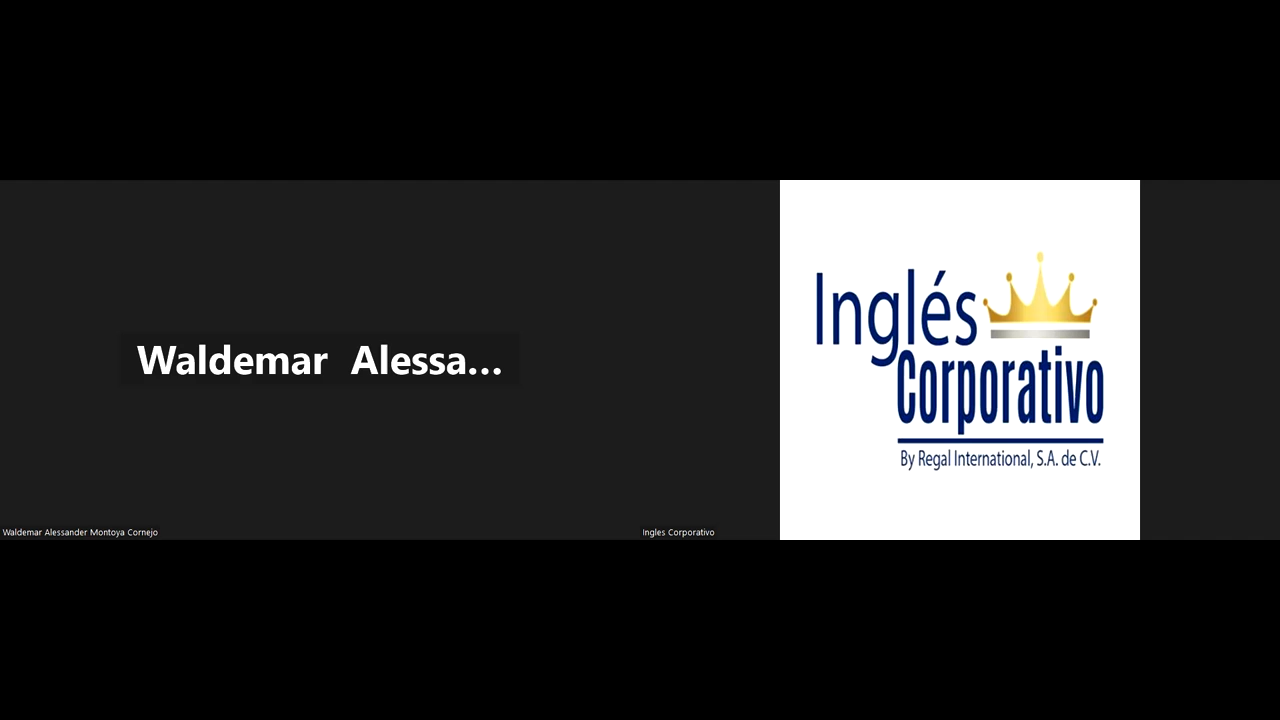 Waldemar Alessa...
Waldemar Alessander Montoya Cornejo
Inglés
Corporativo
By Regal International, S.A. de C.V.
Ingles Corporativo